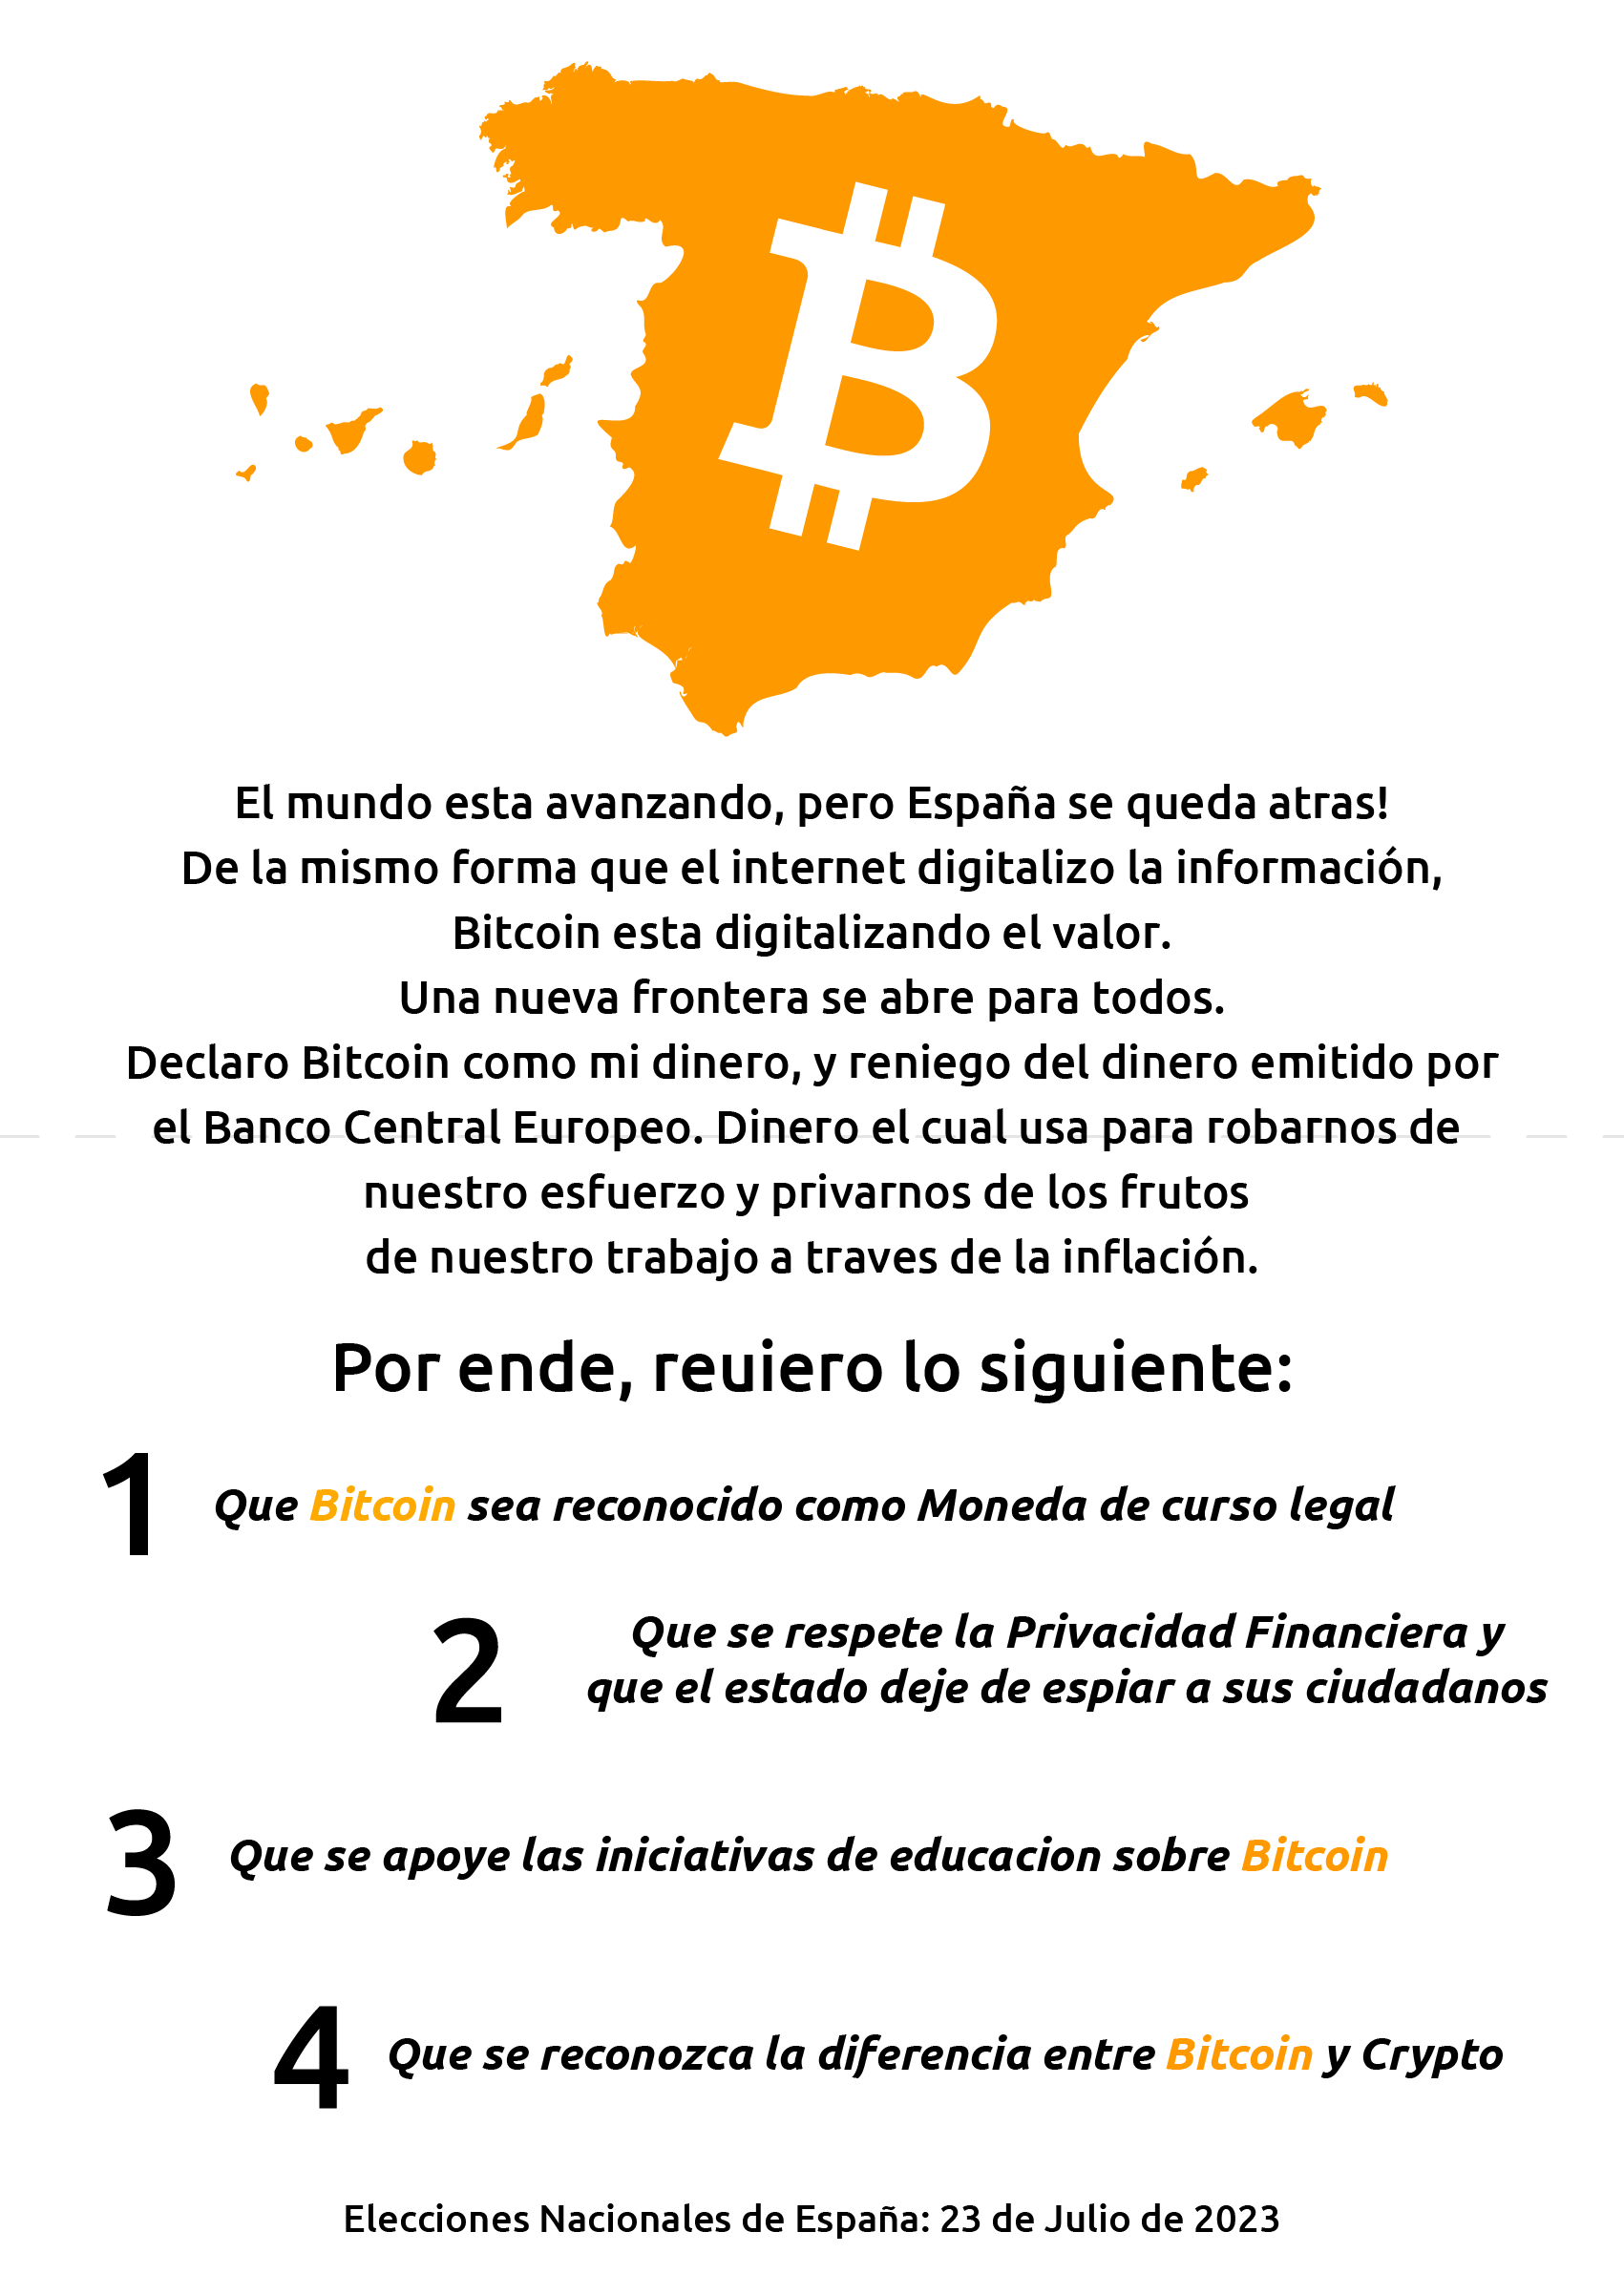 El mundo esta avanzando, pero España se queda atras!
De la mismo forma que el internet digitalizo la información,
Bitcoin esta digitalizando el valor.
Una nueva frontera se abre para todos.
Declaro Bitcoin como mi dinero, y reniego del dinero emitido por
el Banco Central Europeo. Dinero el cual usa para robarnos de
nuestro esfuerzo y privarnos de los frutos
de nuestro trabajo a traves de la inflación.
Por ende, reuiero lo siguiente:
1 Que Bitcoin sea reconocido como Moneda de curso legal
2 Que se respete la Privacidad Financiera y
que el estado deje de espiar a sus ciudadanos
3 Que se apoye las iniciativas de educacion sobre Bitcoin
4 Que se reconozca la diferencia entre Bitcoin y Crypto
Elecciones Nacionales de España: 23 de Julio de 2023